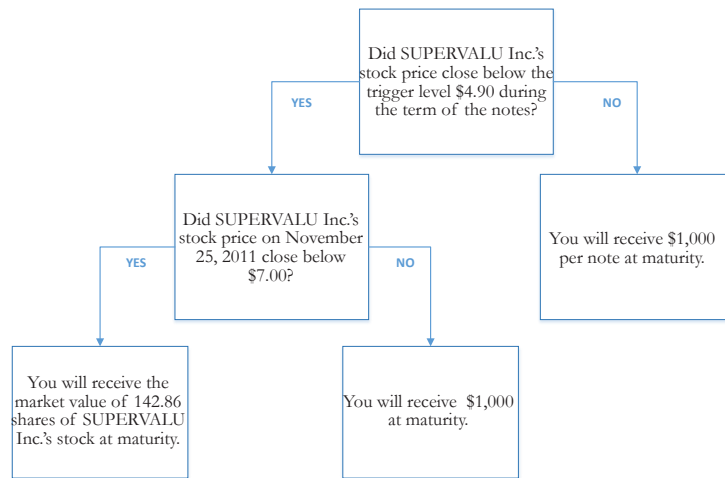 Did SUPERVALU Inc.'s
stock price close below the
trigger level $4.90 during
the term of the notes?
YES
NO
Did SUPERVALU Inc.'s
stock price on November
25, 2011 close below
$7.00?
You will receive $1,000
per note at maturity.
YES
NO
You will receive the
market value of 142.86
shares of SUPERVALU
Inc.'s stock at maturity.
You will receive $1,000
at maturity.